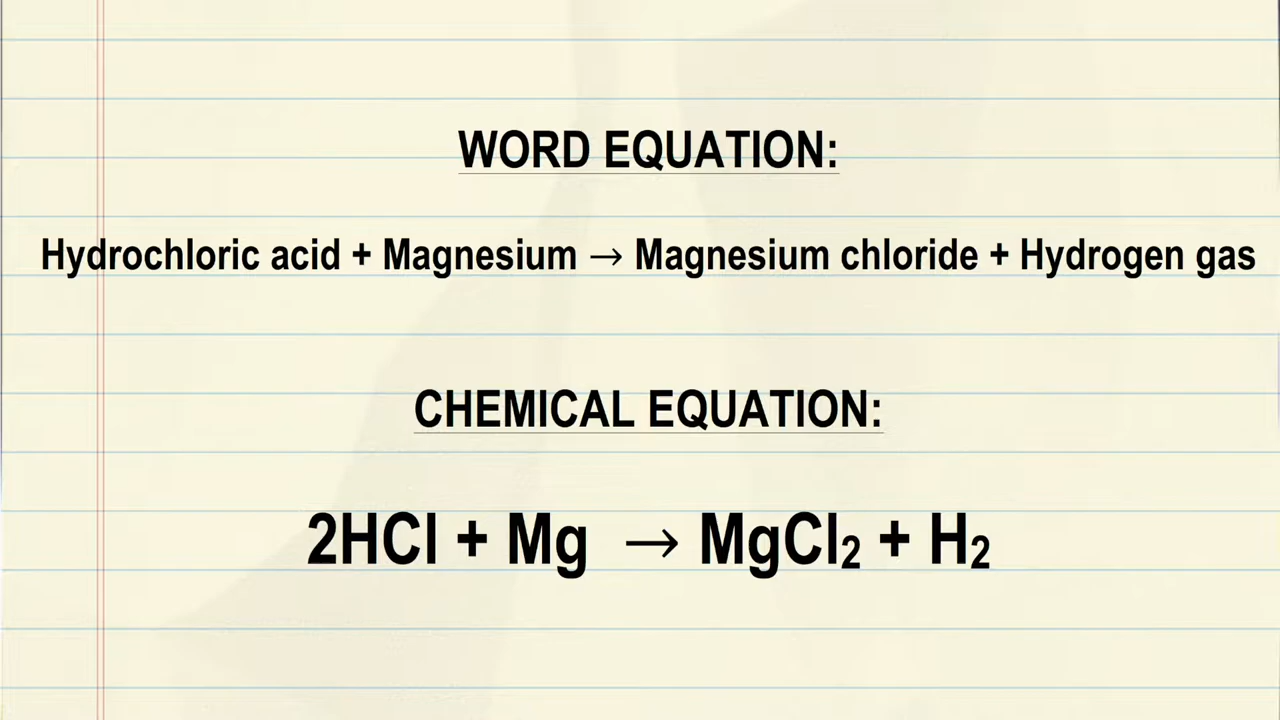 WORD EQUATION:
Hydrochloric acid + Magnesium → Magnesium chloride + Hydrogen gas
CHEMICAL EQUATION:
2HCl + Mg → MgCl₂ + H₂